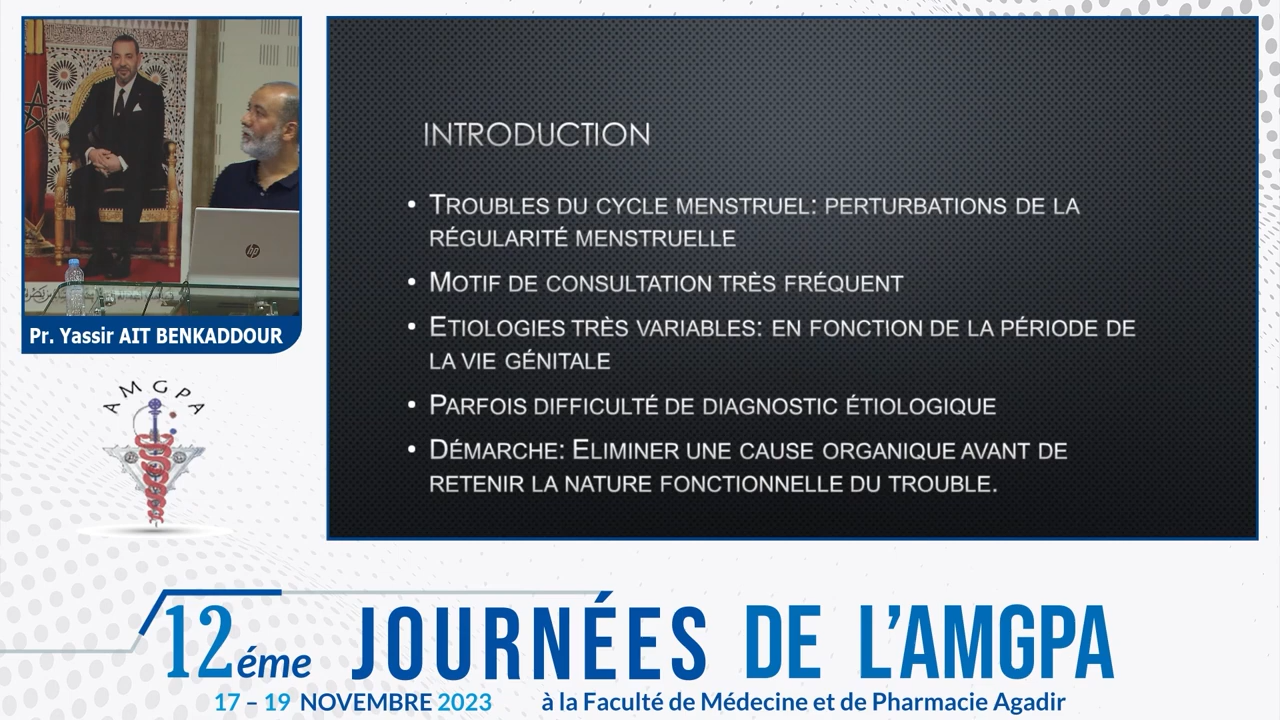 hp
Pr. Yassir AIT BENKADDOUR
AMGPA
INTRODUCTION
• TROUBLES DU CYCLE MENSTRUEL: PERTURBATIONS DE LA
RÉGULARITÉ MENSTRUELLE
• MOTIF DE CONSULTATION TRÈS FRÉQUENT
• ETIOLOGIES TRÈS VARIABLES: EN FONCTION DE LA PÉRIODE DE
LA VIE GÉNITALE
• PARFOIS DIFFICULTÉ DE DIAGNOSTIC ÉTIOLOGIQUE
• DÉMARCHE: ELIMINER UNE CAUSE ORGANIQUE AVANT DE
RETENIR LA NATURE FONCTIONNELLE DU TROUBLE.
12éme JOURNÉES DE L'AMGPA
17 – 19 NOVEMBRE 2023 à la Faculté de Médecine et de Pharmacie Agadir